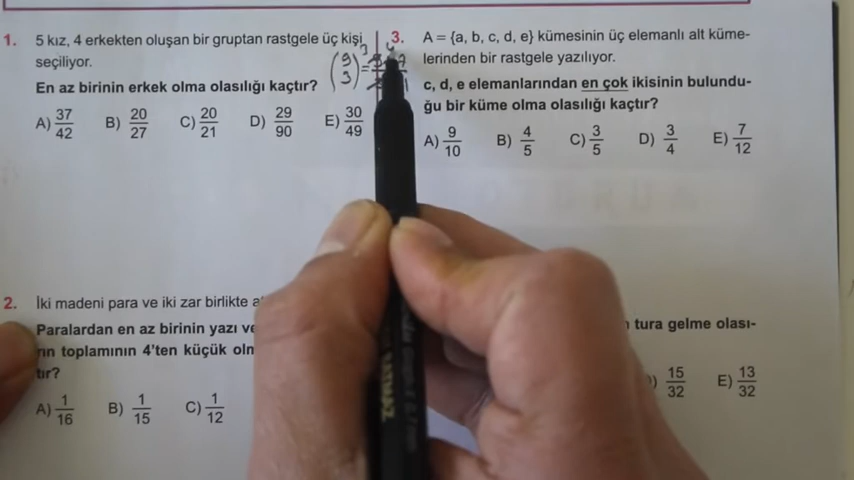 1. 5 kız, 4 erkekten oluşan bir gruptan rastgele üç kişi
seçiliyor.
En az birinin erkek olma olasılığı kaçtır?
A) 37/42 B) 20/27 C) 20/21 D) 29/90 E) 30/49
(9 3) =
2. İki madeni para ve iki zar birlikte
Paralardan en az birinin yazı
toplamının 4'ten küçük
A) 1/16 B) 1/15 C) 1/12
3. A = {a, b, c, d, e} kümesinin üç elemanlı alt küme-
lerinden bir rastgele yazılıyor.
c, d, e elemanlarından en çok ikisinin bulundu-
ğu bir küme olma olasılığı kaçtır?
A) 9/10 B) 4/5 C) 3/5 D) 3/4 E) 7/12
tura gelme olası-
15/32 E) 13/32